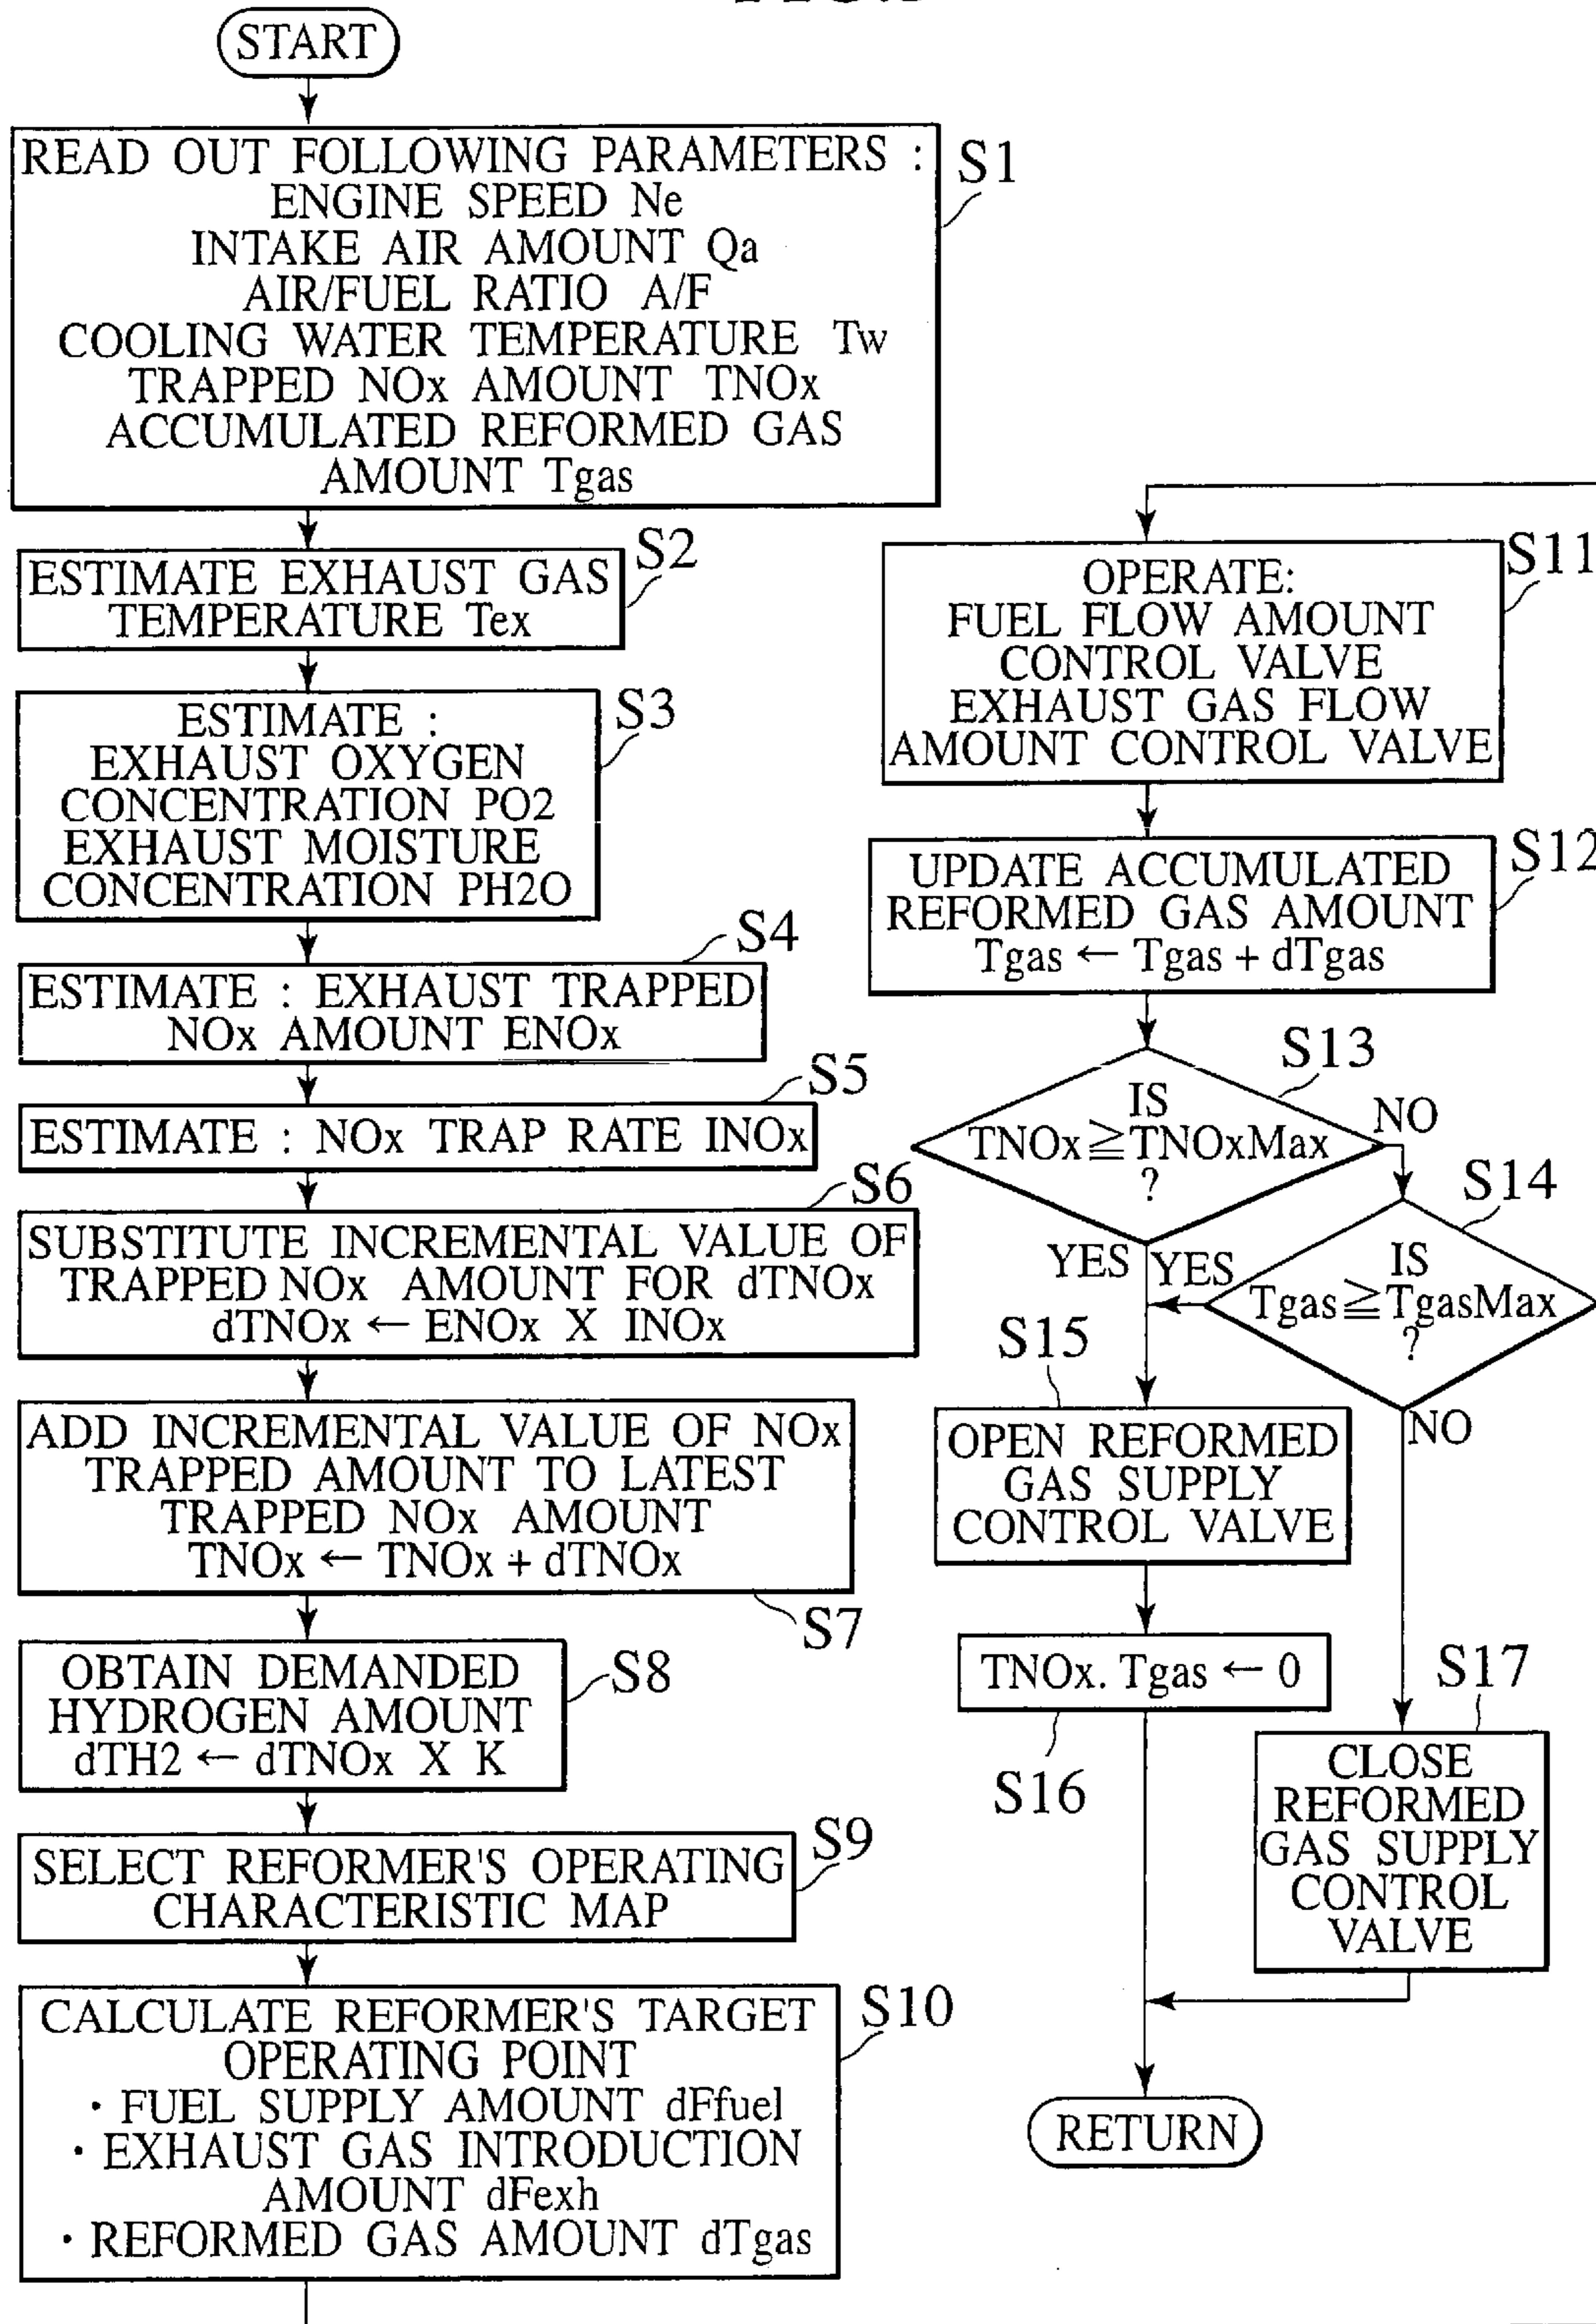 START
READ OUT FOLLOWING PARAMETERS :
ENGINE SPEED Ne
INTAKE AIR AMOUNT Qa
AIR/FUEL RATIO A/F
COOLING WATER TEMPERATURE Tw
TRAPPED NOx AMOUNT TNOx
ACCUMULATED REFORMED GAS
AMOUNT Tgas
S1
ESTIMATE EXHAUST GAS
TEMPERATURE Tex
S2
ESTIMATE :
EXHAUST OXYGEN
CONCENTRATION PO2
EXHAUST MOISTURE
CONCENTRATION PH2O
S3
ESTIMATE : EXHAUST TRAPPED
NOx AMOUNT ENOx
S4
ESTIMATE : NOx TRAP RATE INOx
S5
SUBSTITUTE INCREMENTAL VALUE OF
TRAPPED NOx AMOUNT FOR dTNOx
dTNOx ← ENOx X INOx
S6
ADD INCREMENTAL VALUE OF NOx
TRAPPED AMOUNT TO LATEST
TRAPPED NOx AMOUNT
TNOx ← TNOx + dTNOx
S7
OBTAIN DEMANDED
HYDROGEN AMOUNT
dTH2 ← dTNOx X K
S8
SELECT REFORMER'S OPERATING
CHARACTERISTIC MAP
S9
CALCULATE REFORMER'S TARGET
OPERATING POINT
· FUEL SUPPLY AMOUNT dFfuel
· EXHAUST GAS INTRODUCTION
AMOUNT dFexh
· REFORMED GAS AMOUNT dTgas
S10
OPERATE:
FUEL FLOW AMOUNT
CONTROL VALVE
EXHAUST GAS FLOW
AMOUNT CONTROL VALVE
S11
UPDATE ACCUMULATED
REFORMED GAS AMOUNT
Tgas ← Tgas + dTgas
S12
IS
TNOx≧TNOxMax
?
S13
NO
YES
IS
Tgas≧TgasMax
?
S14
YES
NO
OPEN REFORMED
GAS SUPPLY
CONTROL VALVE
S15
TNOx. Tgas ← 0
S16
CLOSE
REFORMED
GAS SUPPLY
CONTROL
VALVE
S17
RETURN